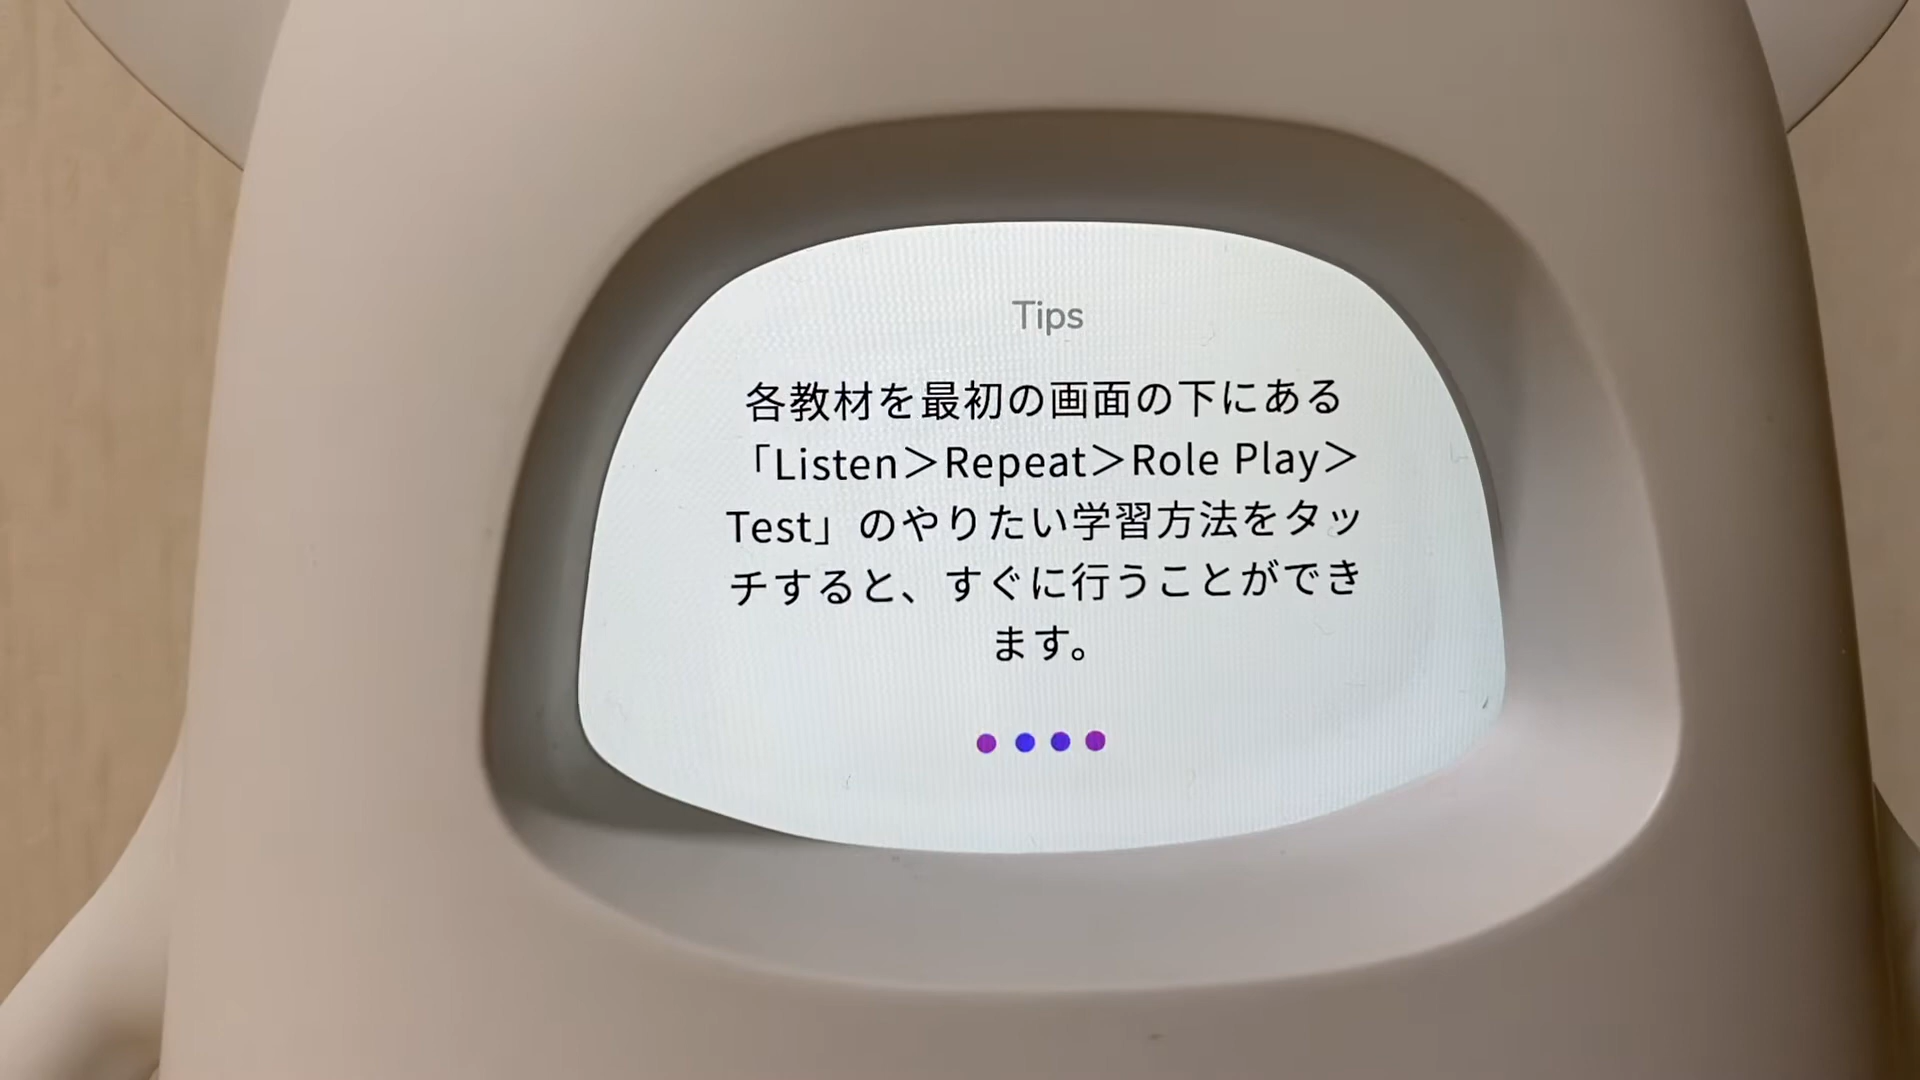 Tips
各教材を最初の画面の下にある
「Listen＞Repeat＞Role Play＞
Test」のやりたい学習方法をタッ
チすると、すぐに行うことができ
ます。